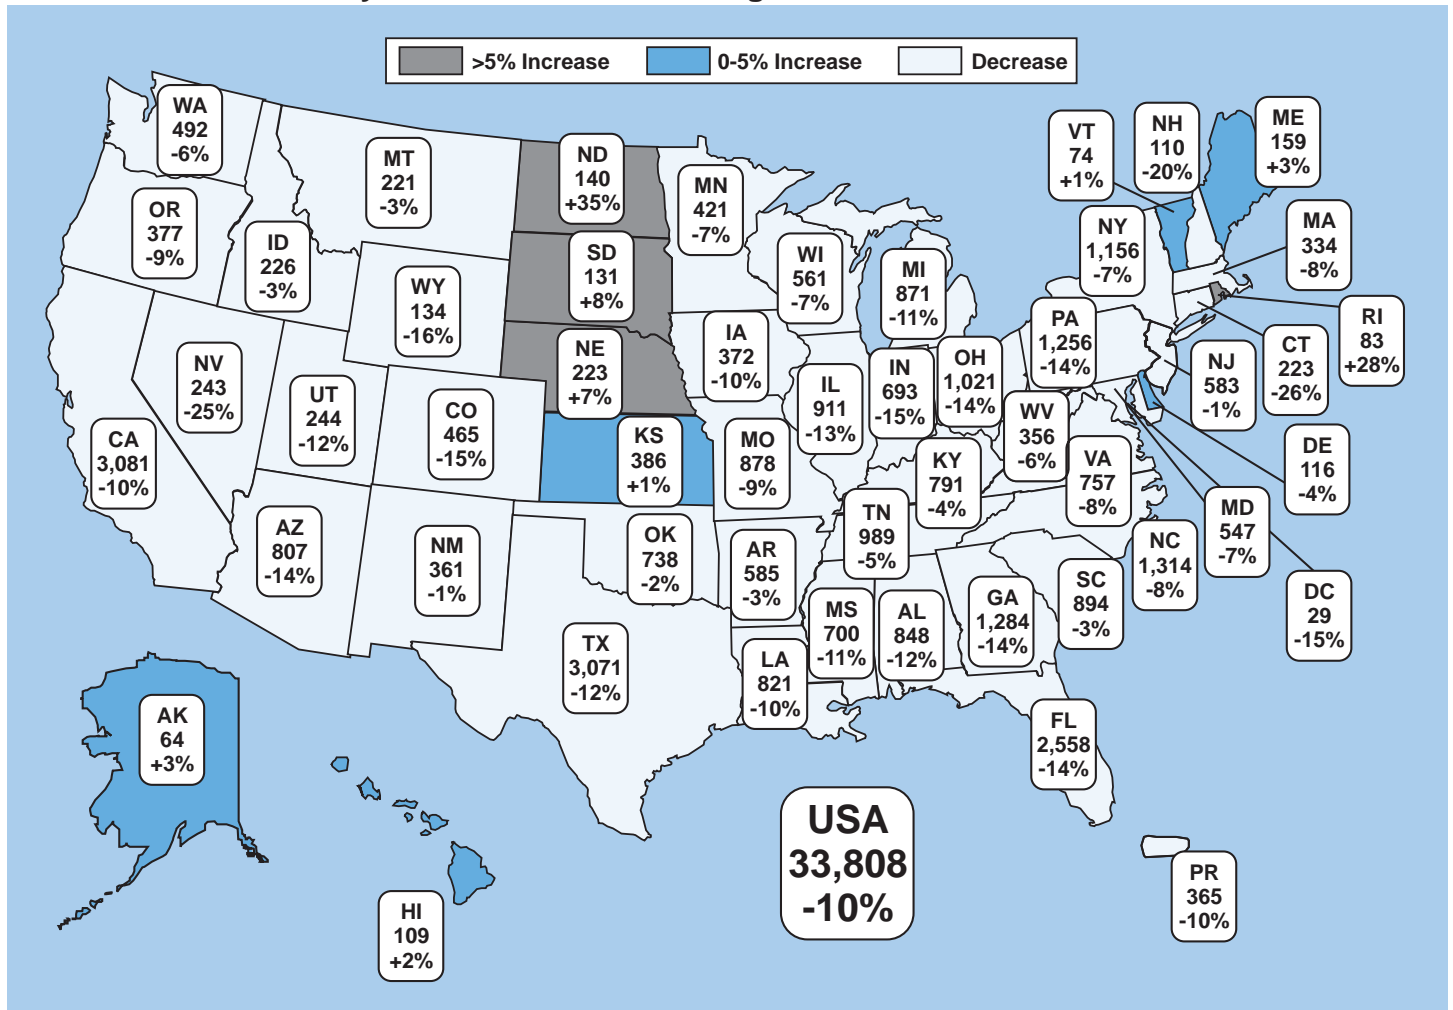 >5% Increase
0-5% Increase
Decrease
WA
492
-6%
OR
377
-9%
ID
226
-3%
MT
221
-3%
WY
134
-16%
ND
140
+35%
SD
131
+8%
NE
223
+7%
MN
421
-7%
WI
561
-7%
MI
871
-11%
VT
74
+1%
NH
110
-20%
ME
159
+3%
NY
1,156
-7%
MA
334
-8%
RI
83
+28%
CT
223
-26%
NJ
583
-1%
PA
1,256
-14%
DE
116
-4%
MD
547
-7%
DC
29
-15%
NV
243
-25%
UT
244
-12%
CO
465
-15%
KS
386
+1%
IA
372
-10%
MO
878
-9%
IL
911
-13%
IN
693
-15%
OH
1,021
-14%
WV
356
-6%
VA
757
-8%
KY
791
-4%
TN
989
-5%
NC
1,314
-8%
SC
894
-3%
CA
3,081
-10%
AZ
807
-14%
NM
361
-1%
OK
738
-2%
AR
585
-3%
TX
3,071
-12%
LA
821
-10%
MS
700
-11%
AL
848
-12%
GA
1,284
-14%
FL
2,558
-14%
AK
64
+3%
HI
109
+2%
USA
33,808
-10%
PR
365
-10%